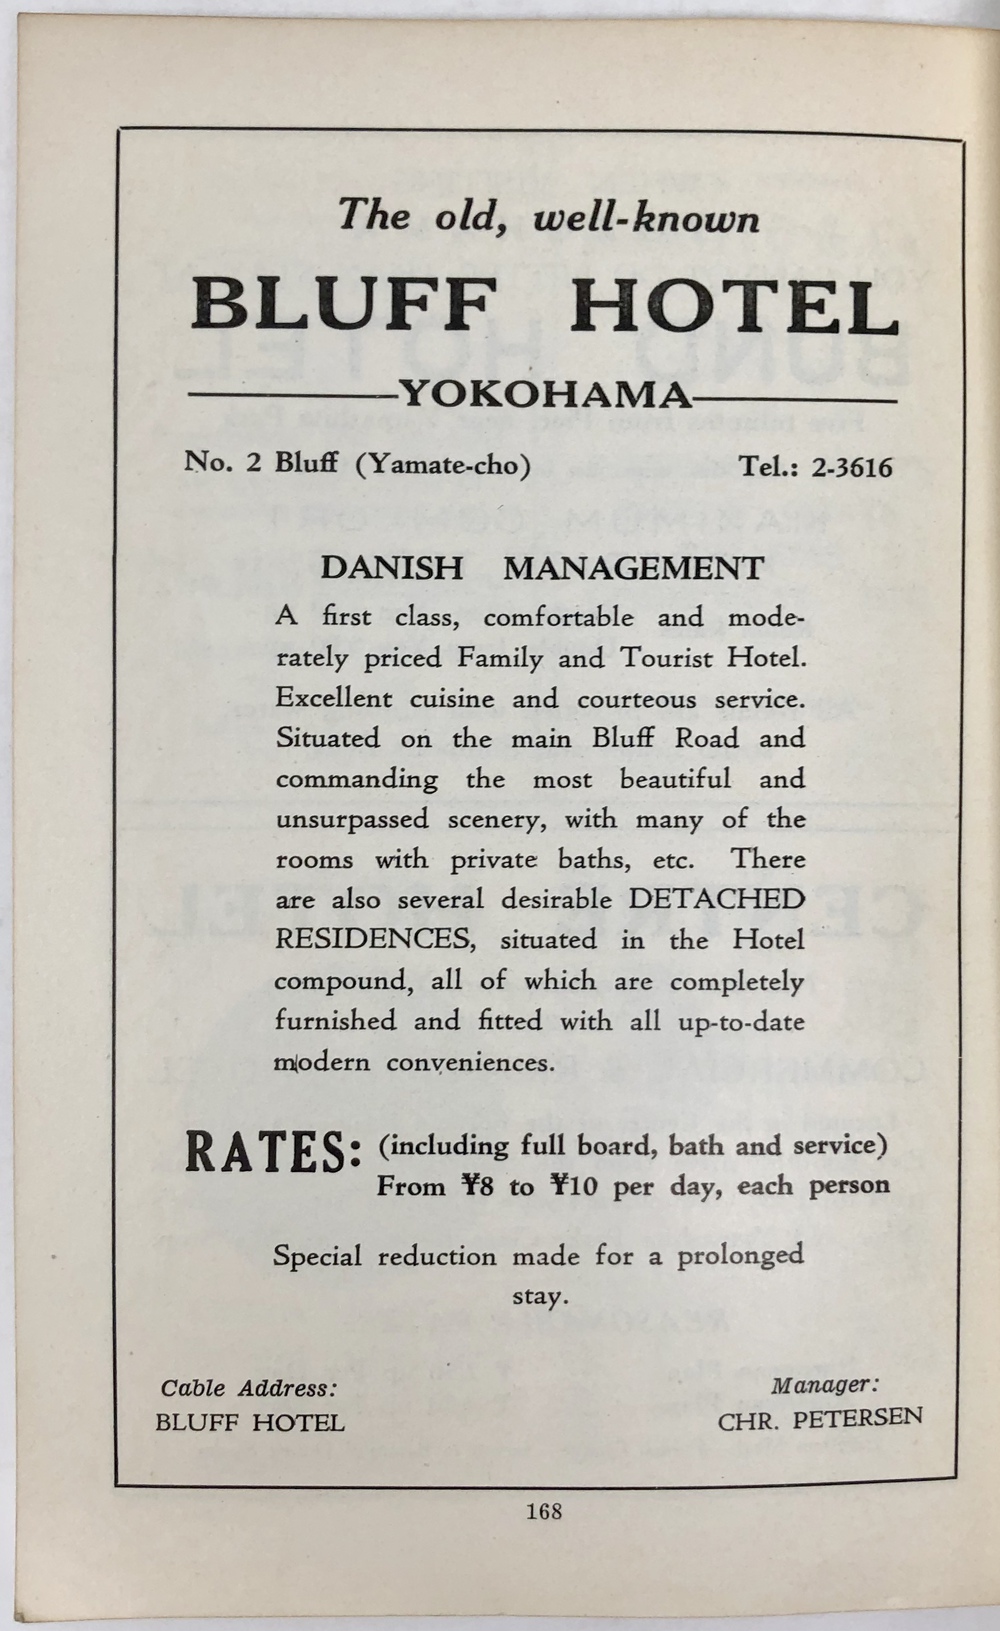 The old, well-known
BLUFF HOTEL
YOKOHAMA
No. 2 Bluff (Yamate-cho) Tel.: 2-3616
DANISH MANAGEMENT
A first class, comfortable and mode-
rately priced Family and Tourist Hotel.
Excellent cuisine and courteous service.
Situated on the main Bluff Road and
commanding the most beautiful and
unsurpassed scenery, with many of the
rooms with private baths, etc. There
are also several desirable DETACHED
RESIDENCES, situated in the Hotel
compound, all of which are completely
furnished and fitted with all up-to-date
modern conveniences.
RATES: (including full board, bath and service)
From ¥8 to ¥10 per day, each person
Special reduction made for a prolonged
stay.
Cable Address: Manager:
BLUFF HOTEL CHR. PETERSEN
168